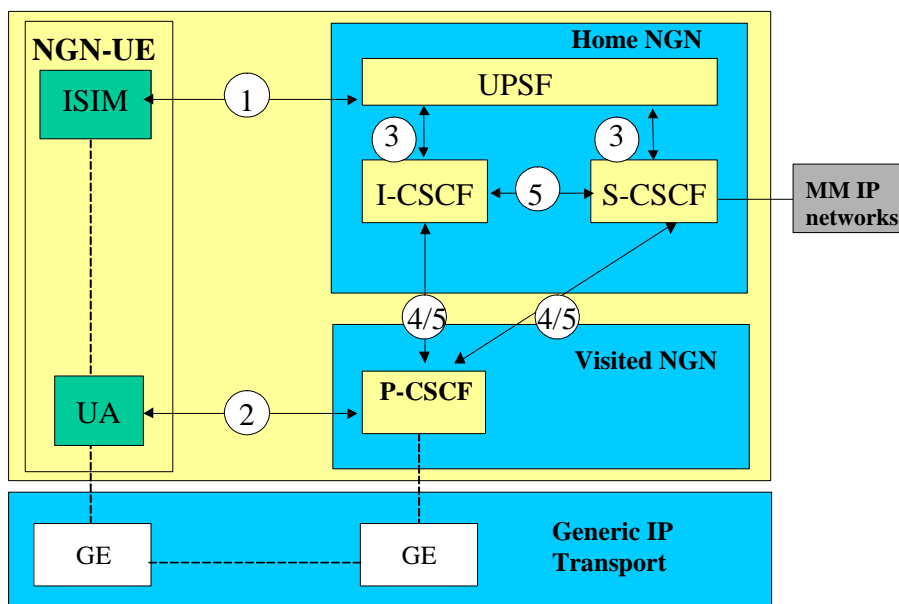 Home NGN
NGN-UE
ISIM
1
UPSF
3
3
I-CSCF
5
S-CSCF
MM IP
networks
4/5
4/5
Visited NGN
P-CSCF
UA
2
GE
GE
Generic IP
Transport